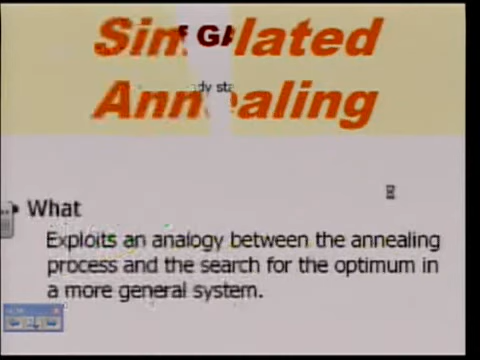 Simulated
Annealing
What
Exploits an analogy between the annealing
process and the search for the optimum in
a more general system.